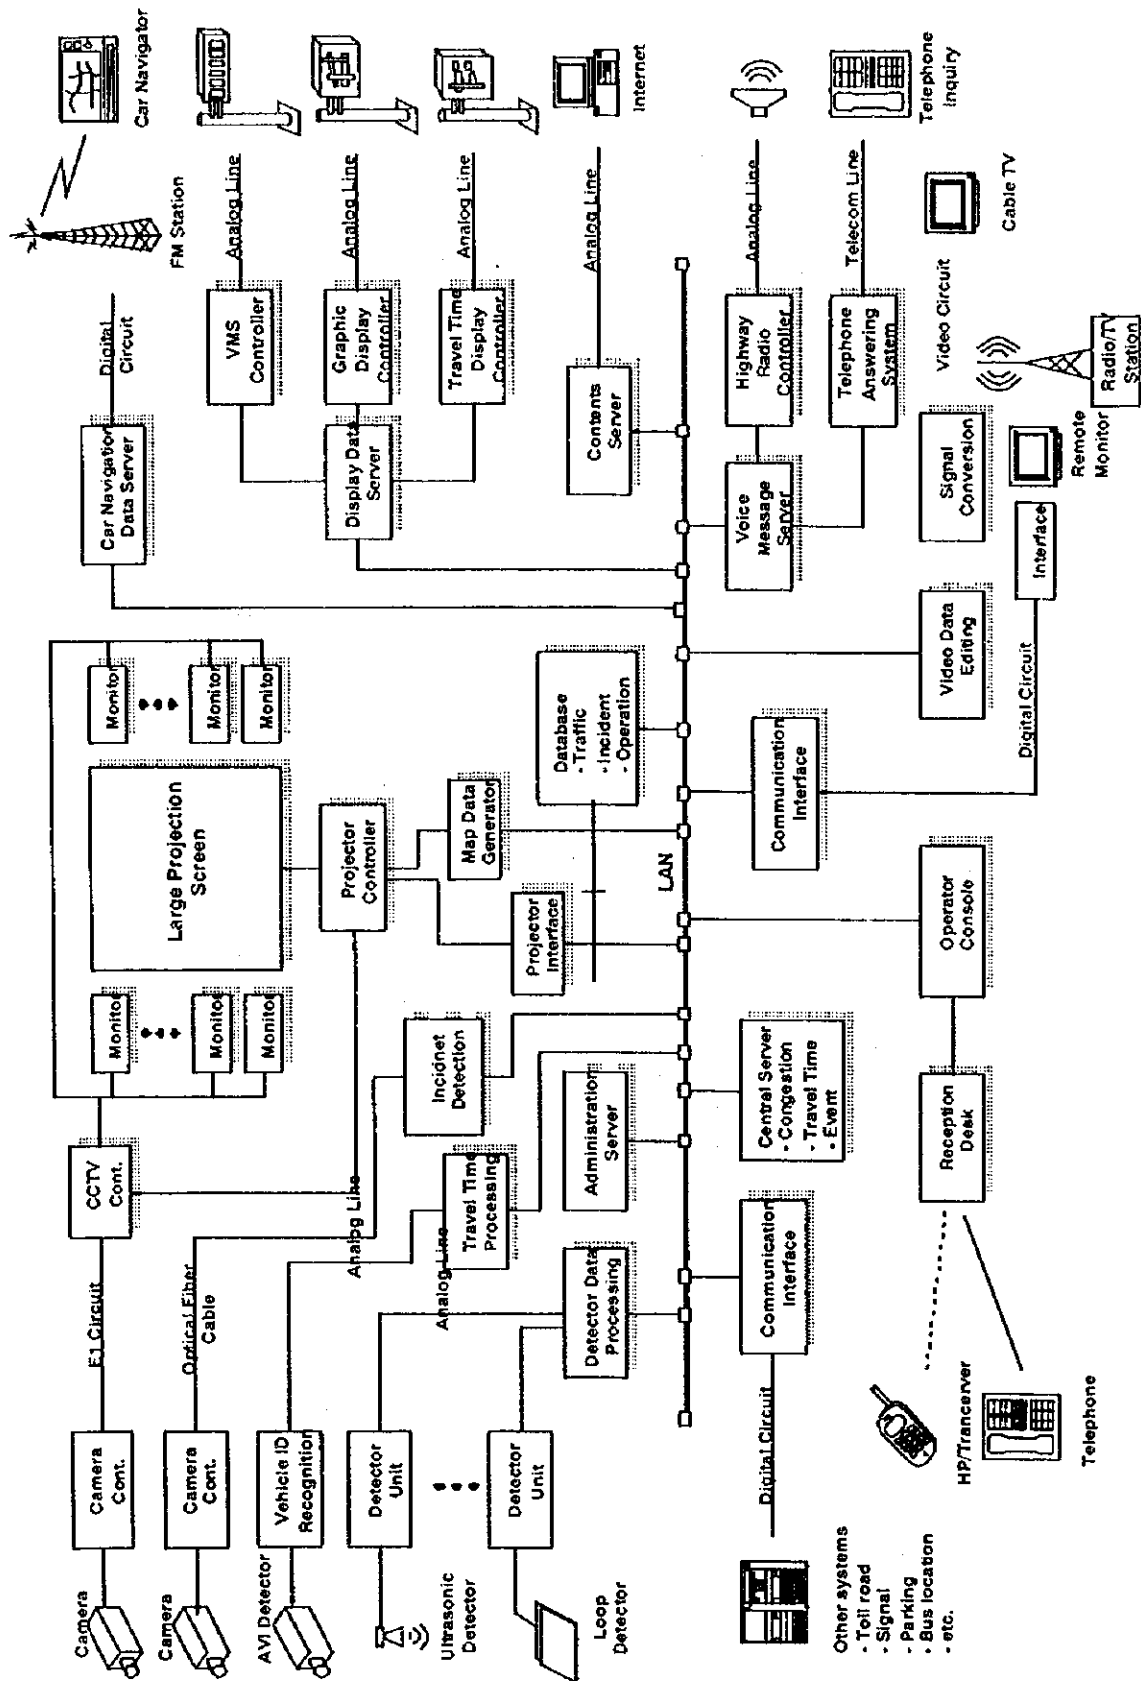 Camera
Camera
Cont.
E1 Circuit
CCTV
Cont.
Monitor
Monitor
Monitor
Large Projection
Screen
Monitor
Monitor
Monitor
Car Navigation
Data Server
Digital
Circuit
FM Station
Car Navigator
Camera
Camera
Cont.
Optical Fiber
Cable
Analog Line
Incidnet
Detection
Projector
Controller
VMS
Controller
Analog Line
AVI Detector
Vehicle ID
Recognition
Analog Line
Travel Time
Processing
Map Data
Generator
Display Data
Server
Graphic
Display
Controller
Analog Line
Ultrasonic
Detector
Detector
Unit
Projector
Interface
Travel Time
Display
Controller
Analog Line
Loop
Detector
Detector
Unit
Detector Data
Processing
Administration
Server
Database
- Traffic
- Incident
- Operation
Contents
Server
Analog Line
Internet
LAN
Other systems
- Toll road
- Signal
- Parking
- Bus location
- etc.
Digital Circuit
Communication
Interface
Central Server
- Congestion
- Travel Time
- Event
Communication
Interface
Voice
Message
Server
Highway
Radio
Controller
Analog Line
Telephone
Answering
System
Telecom Line
Telephone
Inquiry
HP/Trancerver
Telephone
Reception
Desk
Operator
Console
Video Data
Editing
Signal
Conversion
Video Circuit
Cable TV
Digital Circuit
Interface
Remote
Monitor
Radio/TV
Station